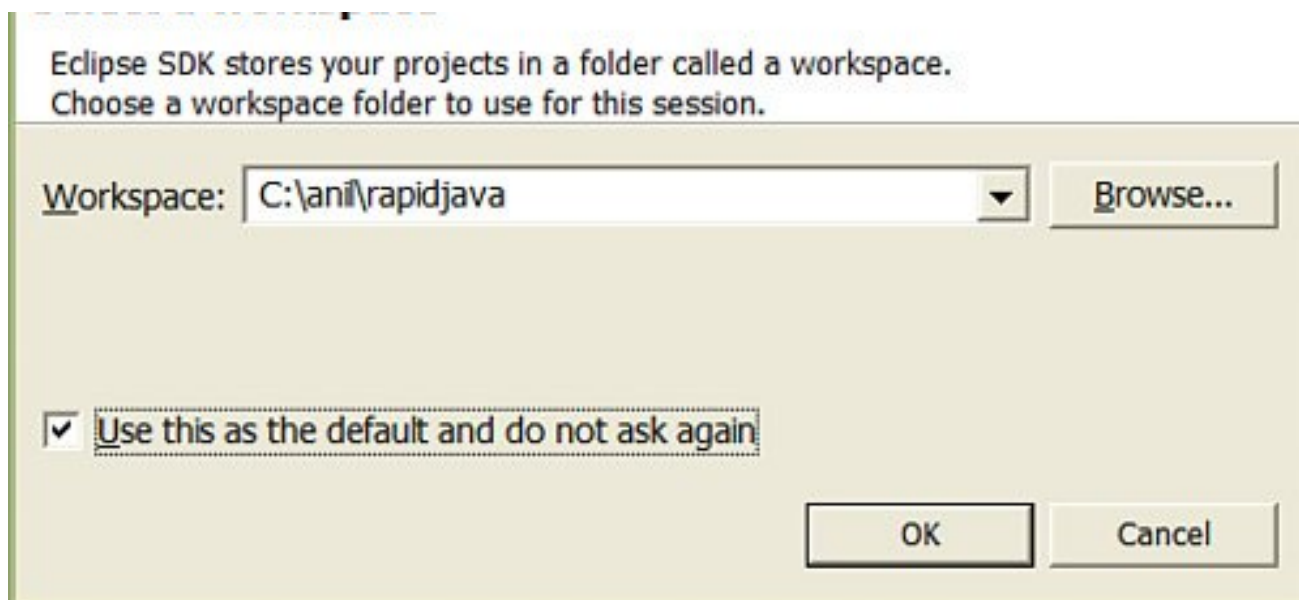 Eclipse SDK stores your projects in a folder called a workspace.
Choose a workspace folder to use for this session.
Workspace: C:\anil\rapidjava Browse...
Use this as the default and do not ask again
OK Cancel